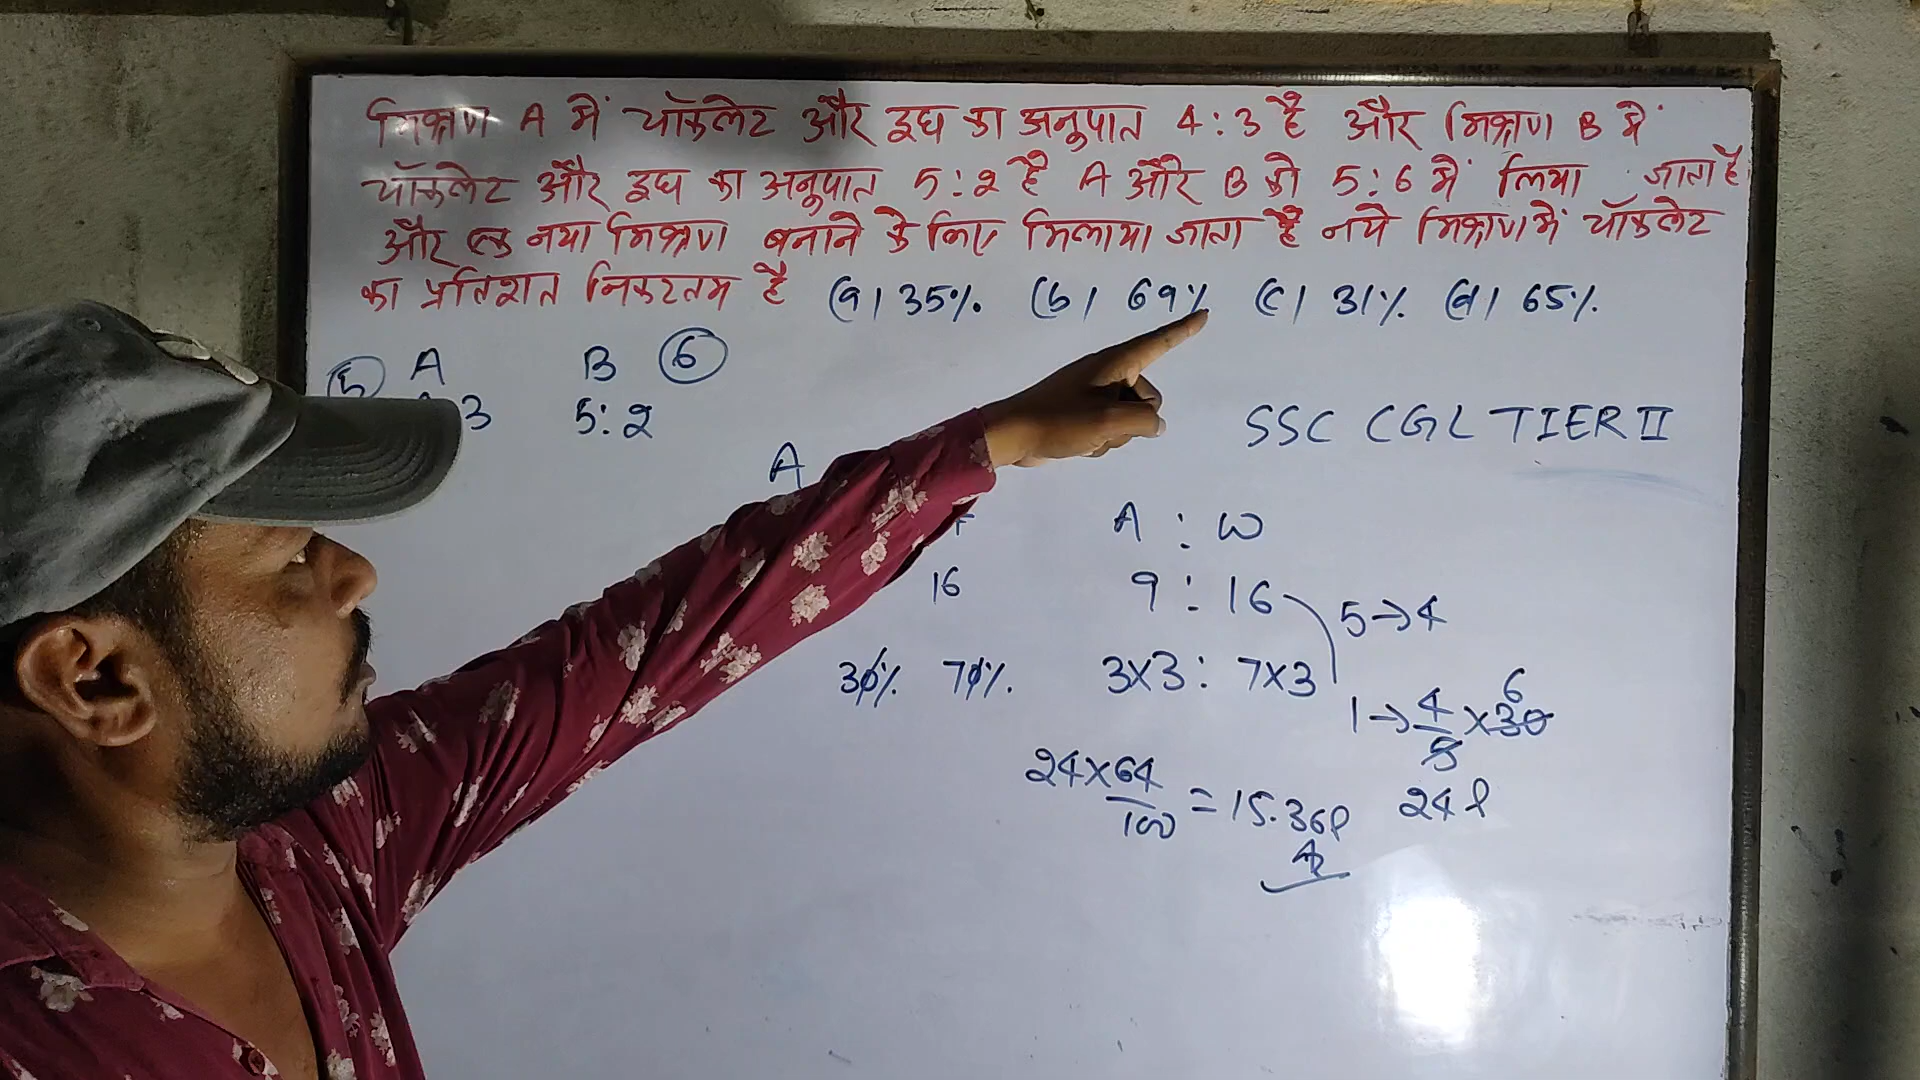 मिश्रण A में चॉकलेट और दूध का अनुपात 4:3 है और मिश्रण B में
चॉकलेट और दूध का अनुपात 5:2 है A और B को 5:6 में लिया जाता है
और एक नया मिश्रण बनाने के लिए मिलाया जाता है नये मिश्रण में चॉकलेट
का प्रतिशत निकटतम है (a) 35% (b) 69% (c) 31% (d) 65%
5 A B 6
3 5:2
SSC CGL TIER II
A
A : W
16 9 : 16 5→4
30% 70% 3×3 : 7×3
1→4/5×30 6
24×64/100 = 15.36l 24 l
A